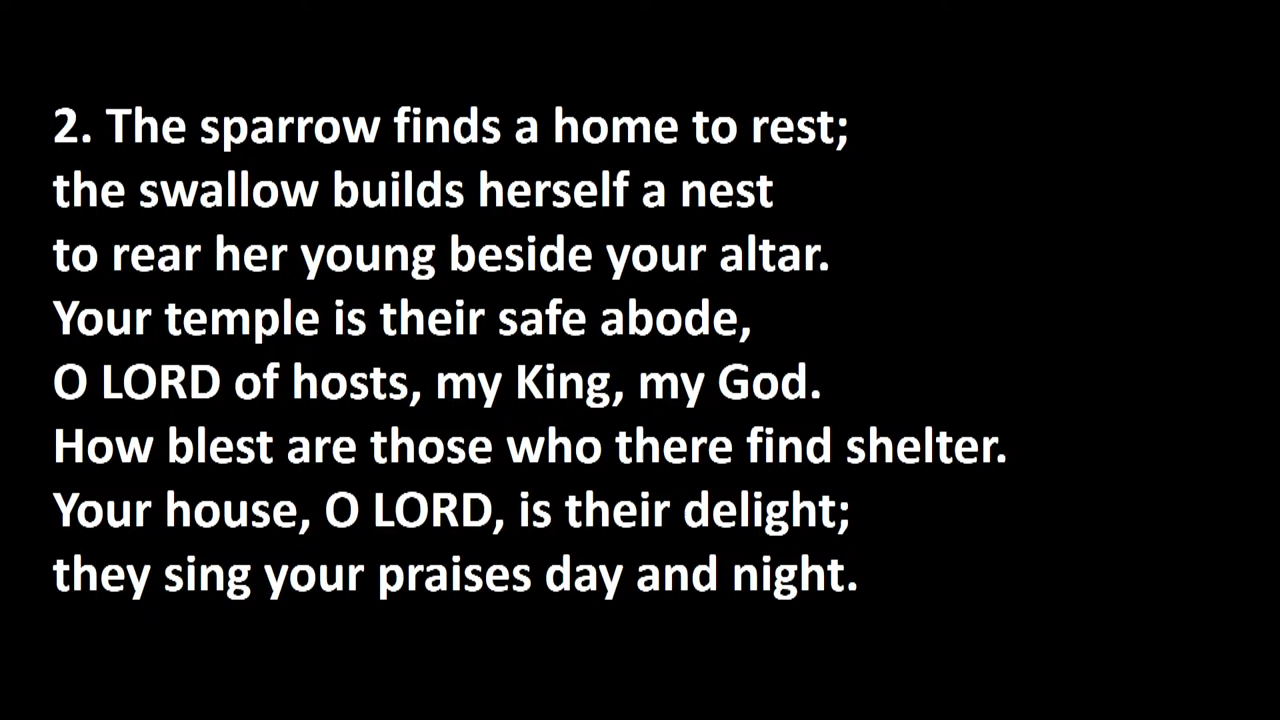 2. The sparrow finds a home to rest;
the swallow builds herself a nest
to rear her young beside your altar.
Your temple is their safe abode,
O LORD of hosts, my King, my God.
How blest are those who there find shelter.
Your house, O LORD, is their delight;
they sing your praises day and night.